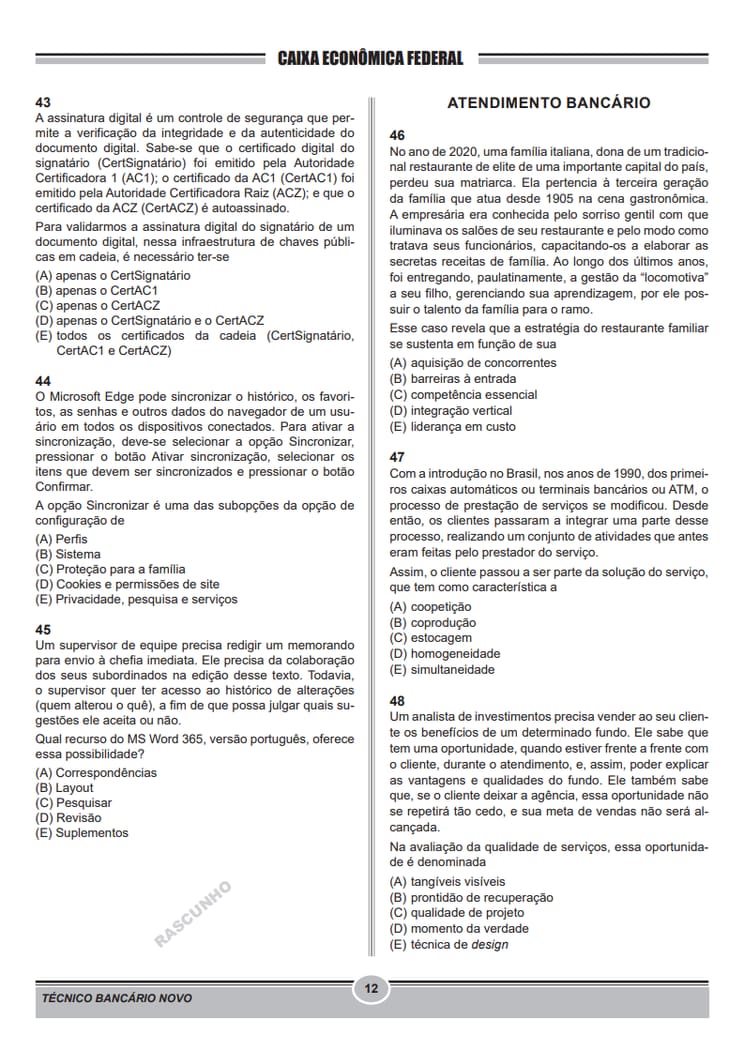 CAIXA ECONÔMICA FEDERAL
43
A assinatura digital é um controle de segurança que per-
mite a verificação da integridade e da autenticidade do
documento digital. Sabe-se que o certificado digital do
signatário (CertSignatário) foi emitido pela Autoridade
Certificadora 1 (AC1); o certificado da AC1 (CertAC1) foi
emitido pela Autoridade Certificadora Raiz (ACZ); e que o
certificado da ACZ (CertACZ) é autoassinado.
Para validarmos a assinatura digital do signatário de um
documento digital, nessa infraestrutura de chaves públi-
cas em cadeia, é necessário ter-se
(A) apenas o CertSignatário
(B) apenas o CertAC1
(C) apenas o CertACZ
(D) apenas o CertSignatário e o CertACZ
(E) todos os certificados da cadeia (CertSignatário,
CertAC1 e CertACZ)
44
O Microsoft Edge pode sincronizar o histórico, os favori-
tos, as senhas e outros dados do navegador de um usu-
ário em todos os dispositivos conectados. Para ativar a
sincronização, deve-se selecionar a opção Sincronizar,
pressionar o botão Ativar sincronização, selecionar os
itens que devem ser sincronizados e pressionar o botão
Confirmar.
A opção Sincronizar é uma das subopções da opção de
configuração de
(A) Perfis
(B) Sistema
(C) Proteção para a família
(D) Cookies e permissões de site
(E) Privacidade, pesquisa e serviços
45
Um supervisor de equipe precisa redigir um memorando
para envio à chefia imediata. Ele precisa da colaboração
dos seus subordinados na edição desse texto. Todavia,
o supervisor quer ter acesso ao histórico de alterações
(quem alterou o quê), a fim de que possa julgar quais su-
gestões ele aceita ou não.
Qual recurso do MS Word 365, versão português, oferece
essa possibilidade?
(A) Correspondências
(B) Layout
(C) Pesquisar
(D) Revisão
(E) Suplementos
RASCUNHO
ATENDIMENTO BANCÁRIO
46
No ano de 2020, uma família italiana, dona de um tradicio-
nal restaurante de elite de uma importante capital do país,
perdeu sua matriarca. Ela pertencia à terceira geração
da família que atua desde 1905 na cena gastronômica.
A empresária era conhecida pelo sorriso gentil com que
iluminava os salões de seu restaurante e pelo modo como
tratava seus funcionários, capacitando-os a elaborar as
secretas receitas de família. Ao longo dos últimos anos,
foi entregando, paulatinamente, a gestão da “locomotiva”
a seu filho, gerenciando sua aprendizagem, por ele pos-
suir o talento da família para o ramo.
Esse caso revela que a estratégia do restaurante familiar
se sustenta em função de sua
(A) aquisição de concorrentes
(B) barreiras à entrada
(C) competência essencial
(D) integração vertical
(E) liderança em custo
47
Com a introdução no Brasil, nos anos de 1990, dos primei-
ros caixas automáticos ou terminais bancários ou ATM, o
processo de prestação de serviços se modificou. Desde
então, os clientes passaram a integrar uma parte desse
processo, realizando um conjunto de atividades que antes
eram feitas pelo prestador do serviço.
Assim, o cliente passou a ser parte da solução do serviço,
que tem como característica a
(A) coopetição
(B) coprodução
(C) estocagem
(D) homogeneidade
(E) simultaneidade
48
Um analista de investimentos precisa vender ao seu clien-
te os benefícios de um determinado fundo. Ele sabe que
tem uma oportunidade, quando estiver frente a frente com
o cliente, durante o atendimento, e, assim, poder explicar
as vantagens e qualidades do fundo. Ele também sabe
que, se o cliente deixar a agência, essa oportunidade não
se repetirá tão cedo, e sua meta de vendas não será al-
cançada.
Na avaliação da qualidade de serviços, essa oportunida-
de é denominada
(A) tangíveis visíveis
(B) prontidão de recuperação
(C) qualidade de projeto
(D) momento da verdade
(E) técnica de design
TÉCNICO BANCÁRIO NOVO
12